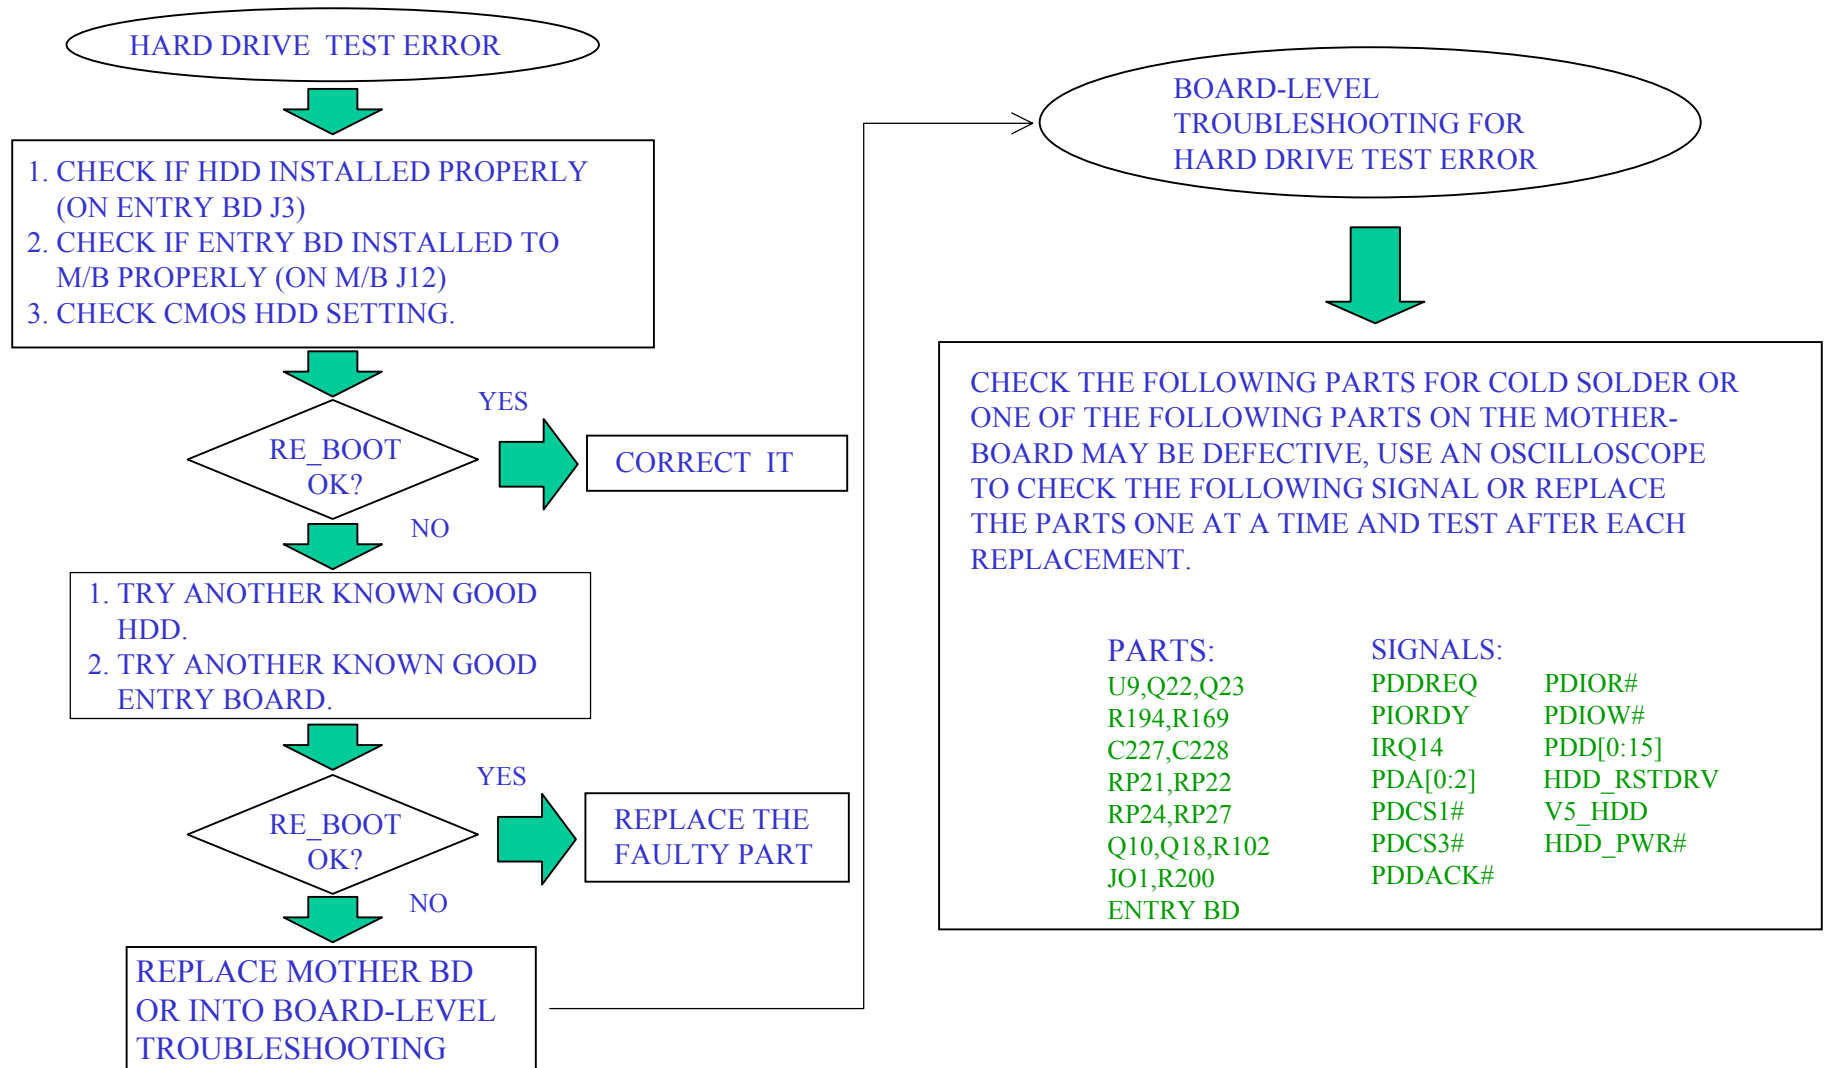 HARD DRIVE TEST ERROR
1. CHECK IF HDD INSTALLED PROPERLY
(ON ENTRY BD J3)
2. CHECK IF ENTRY BD INSTALLED TO
M/B PROPERLY (ON M/B J12)
3. CHECK CMOS HDD SETTING.
RE_BOOT
OK?
YES
CORRECT IT
NO
1. TRY ANOTHER KNOWN GOOD
HDD.
2. TRY ANOTHER KNOWN GOOD
ENTRY BOARD.
RE_BOOT
OK?
YES
REPLACE THE
FAULTY PART
NO
REPLACE MOTHER BD
OR INTO BOARD-LEVEL
TROUBLESHOOTING
BOARD-LEVEL
TROUBLESHOOTING FOR
HARD DRIVE TEST ERROR
CHECK THE FOLLOWING PARTS FOR COLD SOLDER OR
ONE OF THE FOLLOWING PARTS ON THE MOTHER-
BOARD MAY BE DEFECTIVE, USE AN OSCILLOSCOPE
TO CHECK THE FOLLOWING SIGNAL OR REPLACE
THE PARTS ONE AT A TIME AND TEST AFTER EACH
REPLACEMENT.
PARTS:
U9,Q22,Q23
R194,R169
C227,C228
RP21,RP22
RP24,RP27
Q10,Q18,R102
JO1,R200
ENTRY BD
SIGNALS:
PDDREQ
PIORDY
IRQ14
PDA[0:2]
PDCS1#
PDCS3#
PDDACK#
PDIOR#
PDIOW#
PDD[0:15]
HDD_RSTDRV
V5_HDD
HDD_PWR#